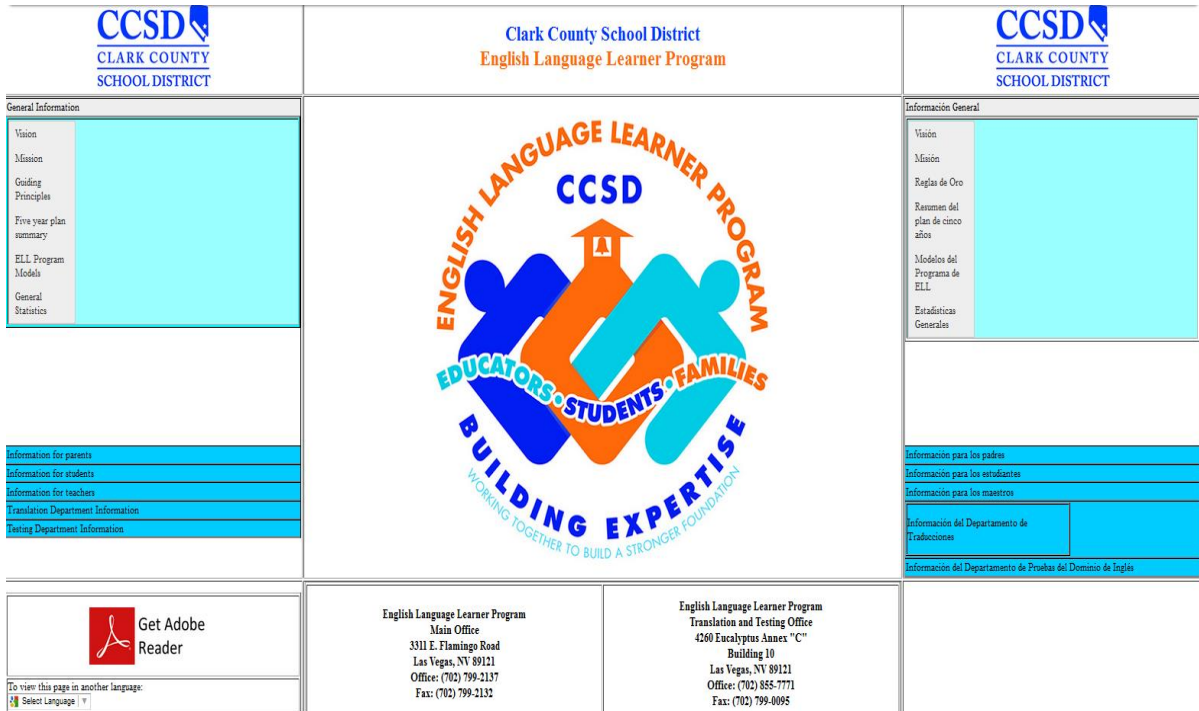 CCSD
CLARK COUNTY
SCHOOL DISTRICT
Clark County School District
English Language Learner Program
CCSD
CLARK COUNTY
SCHOOL DISTRICT
General Information
Vision
Mission
Guiding
Principles
Five year plan
summary
ELL Program
Models
General
Statistics
Information for parents
Information for students
Information for teachers
Translation Department Information
Testing Department Information
ENGLISH LANGUAGE LEARNER PROGRAM
CCSD
EDUCATORS • STUDENTS • FAMILIES
BUILDING EXPERTISE
WORKING TOGETHER TO BUILD A STRONGER FOUNDATION
Información General
Visión
Misión
Reglas de Oro
Resumen del
plan de cinco
años
Modelos del
Programa de
ELL
Estadísticas
Generales
Información para los padres
Información para los estudiantes
Información para los maestros
Información del Departamento de
Traducciones
Información del Departamento de Pruebas del Dominio de Inglés
Get Adobe
Reader
To view this page in another language:
Select Language ▼
English Language Learner Program
Main Office
3311 E. Flamingo Road
Las Vegas, NV 89121
Office: (702) 799-2137
Fax: (702) 799-2132
English Language Learner Program
Translation and Testing Office
4260 Eucalyptus Annex "C"
Building 10
Las Vegas, NV 89121
Office: (702) 855-7771
Fax: (702) 799-0095